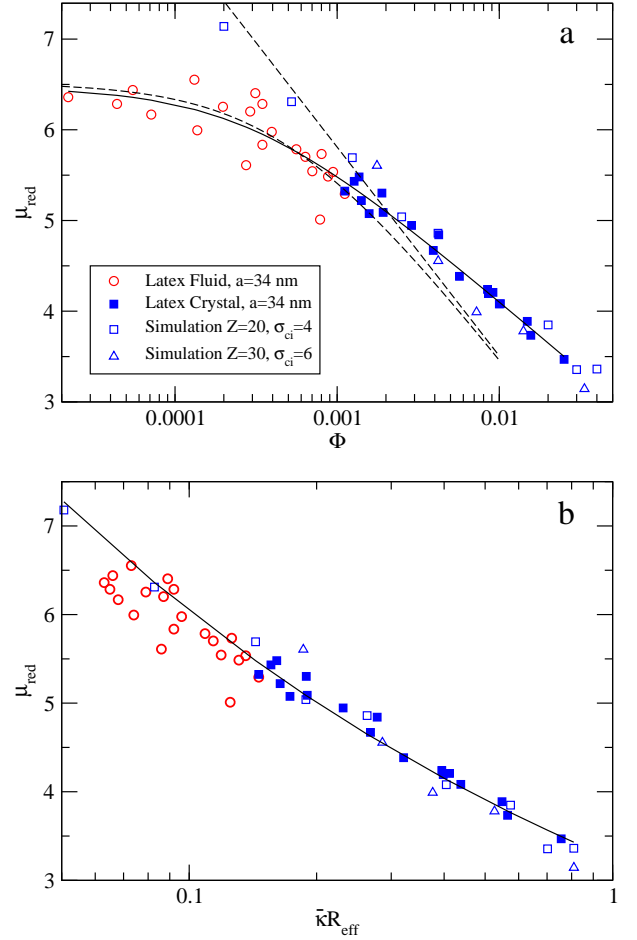 a
7
6
5
4
3
μred
0.0001
0.001
0.01
Φ
Latex Fluid, a=34 nm
Latex Crystal, a=34 nm
Simulation Z=20, σci=4
Simulation Z=30, σci=6
b
7
6
5
4
3
μred
0.1
1
κ̄Reff